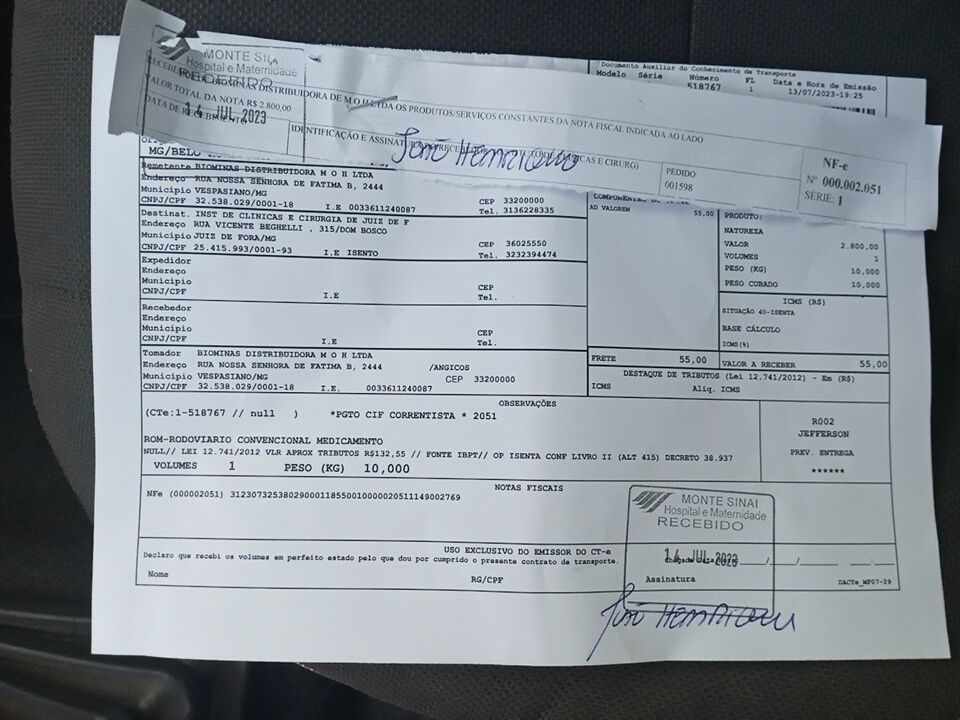 MONTE SINAI
Hospital e Maternidade
RECEBIDO
14 JUL 2023
BIOMINAS DISTRIBUIDORA DE M O H LTDA OS PRODUTOS/SERVIÇOS CONSTANTES DA NOTA FISCAL INDICADA AO LADO
VALOR TOTAL DA NOTA R$ 2.800,00
DATA DE RECEBIMENTO
IDENTIFICAÇÃO E ASSINATURA DO RECEBEDOR
CAS E CIRURG)
João Henrique
PEDIDO
001598
NF-e
Nº 000.002.051
SÉRIE: 1
Documento Auxiliar do Conhecimento de Transporte
Modelo Série Número FL Data e Hora de Emissão
518767 1 13/07/2023-19:25
MG/BELO
Remetente BIOMINAS DISTRIBUIDORA M O H LTDA
Endereço RUA NOSSA SENHORA DE FATIMA B, 2444
Município VESPASIANO/MG CEP 33200000
CNPJ/CPF 32.538.029/0001-18 I.E 0033611240087 Tel. 3136228335
Destinat. INST DE CLINICAS E CIRURGIA DE JUIZ DE F
Endereço RUA VICENTE BEGHELLI , 315/DOM BOSCO
Município JUIZ DE FORA/MG CEP 36025550
CNPJ/CPF 25.415.993/0001-93 I.E ISENTO Tel. 3232394474
Expedidor
Endereço
Município CEP
CNPJ/CPF I.E Tel.
Recebedor
Endereço
Município CEP
CNPJ/CPF I.E Tel.
Tomador BIOMINAS DISTRIBUIDORA M O H LTDA
Endereço RUA NOSSA SENHORA DE FATIMA B, 2444 /ANGICOS
Município VESPASIANO/MG CEP 33200000
CNPJ/CPF 32.538.029/0001-18 I.E. 0033611240087
AD VALOREM 55,00
FRETE 55,00
PRODUTO:
NATUREZA
VALOR 2.800,00
VOLUMES 1
PESO (KG) 10,000
PESO CUBADO 10,000
ICMS (R$)
SITUAÇÃO 40-ISENTA
BASE CÁLCULO
ICMS(%)
VALOR A RECEBER 55,00
DESTAQUE DE TRIBUTOS (Lei 12.741/2012) - Em (R$)
ICMS Aliq. ICMS
OBSERVAÇÕES
(CTe:1-518767 // null ) *PGTO CIF CORRENTISTA * 2051
ROM-RODOVIARIO CONVENCIONAL MEDICAMENTO
NULL// LEI 12.741/2012 VLR APROX TRIBUTOS R$132,55 // FONTE IBPT// OP ISENTA CONF LIVRO II (ALT 415) DECRETO 38.937
VOLUMES 1 PESO (KG) 10,000
R002
JEFFERSON
PREV. ENTREGA
******
NOTAS FISCAIS
NFe (000002051) 31230732538029000118550010000020511149002769
MONTE SINAI
Hospital e Maternidade
RECEBIDO
14 JUL 2023
USO EXCLUSIVO DO EMISSOR DO CT-e
Declaro que recebi os volumes em perfeito estado pelo que dou por cumprido o presente contrato de transporte.
Nome RG/CPF Assinatura DACTe_MF07-29
João Henrique